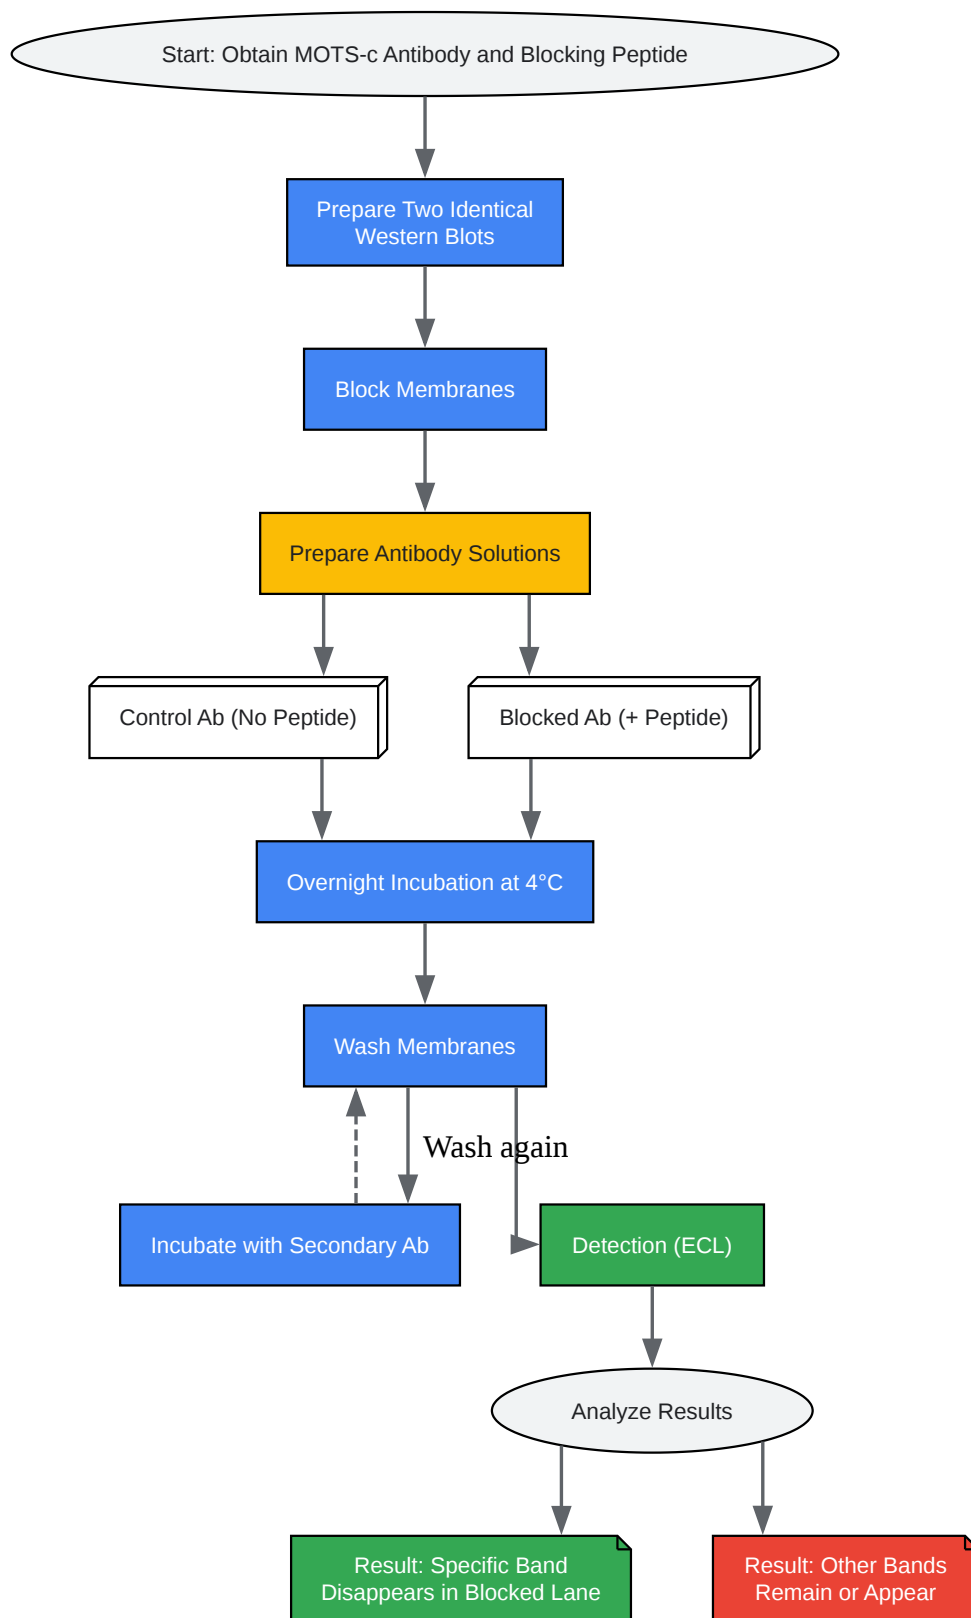 Start: Obtain MOTS-c Antibody and Blocking Peptide
Prepare Two Identical
Western Blots
Block Membranes
Prepare Antibody Solutions
Control Ab (No Peptide)
Blocked Ab (+ Peptide)
Overnight Incubation at 4°C
Wash Membranes
Wash again
Incubate with Secondary Ab
Detection (ECL)
Analyze Results
Result: Specific Band
Disappears in Blocked Lane
Result: Other Bands
Remain or Appear